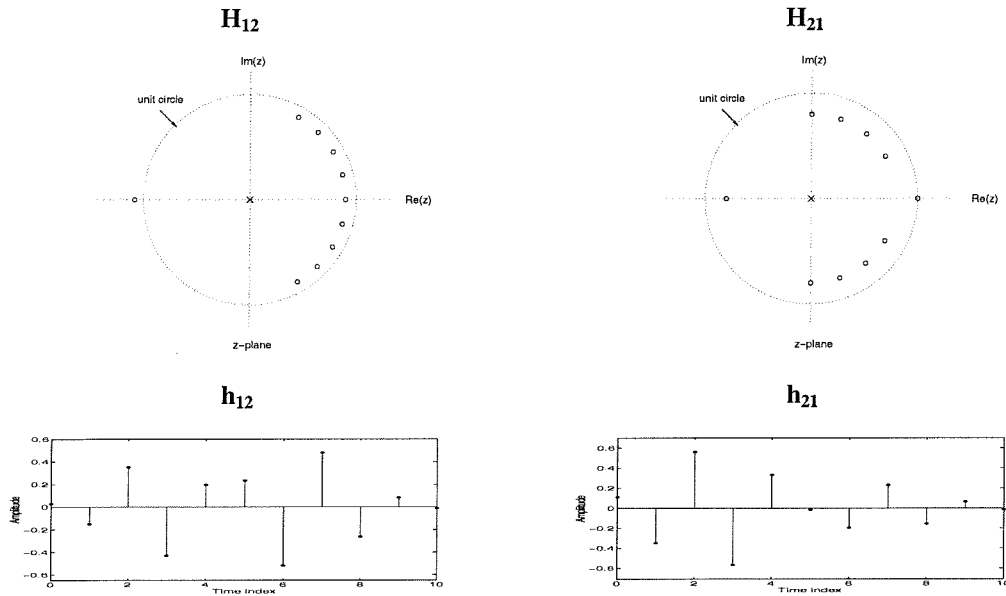 H12
H21
Im(z)
Im(z)
unit circle
unit circle
Re(z)
Re(z)
z-plane
z-plane
h12
h21
0.6
0.4
0.2
0
−0.2
−0.4
−0.6
Amplitude
0 2 4 6 8 10
Time Index
0.6
0.4
0.2
0
−0.2
−0.4
−0.6
Amplitude
0 2 4 6 8 10
Time Index